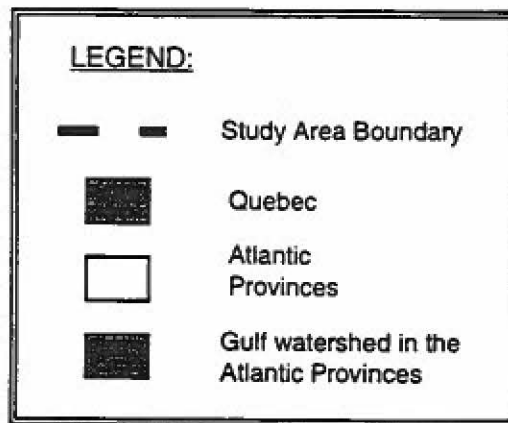 LEGEND:
Study Area Boundary
Quebec
Atlantic
Provinces
Gulf watershed in the
Atlantic Provinces